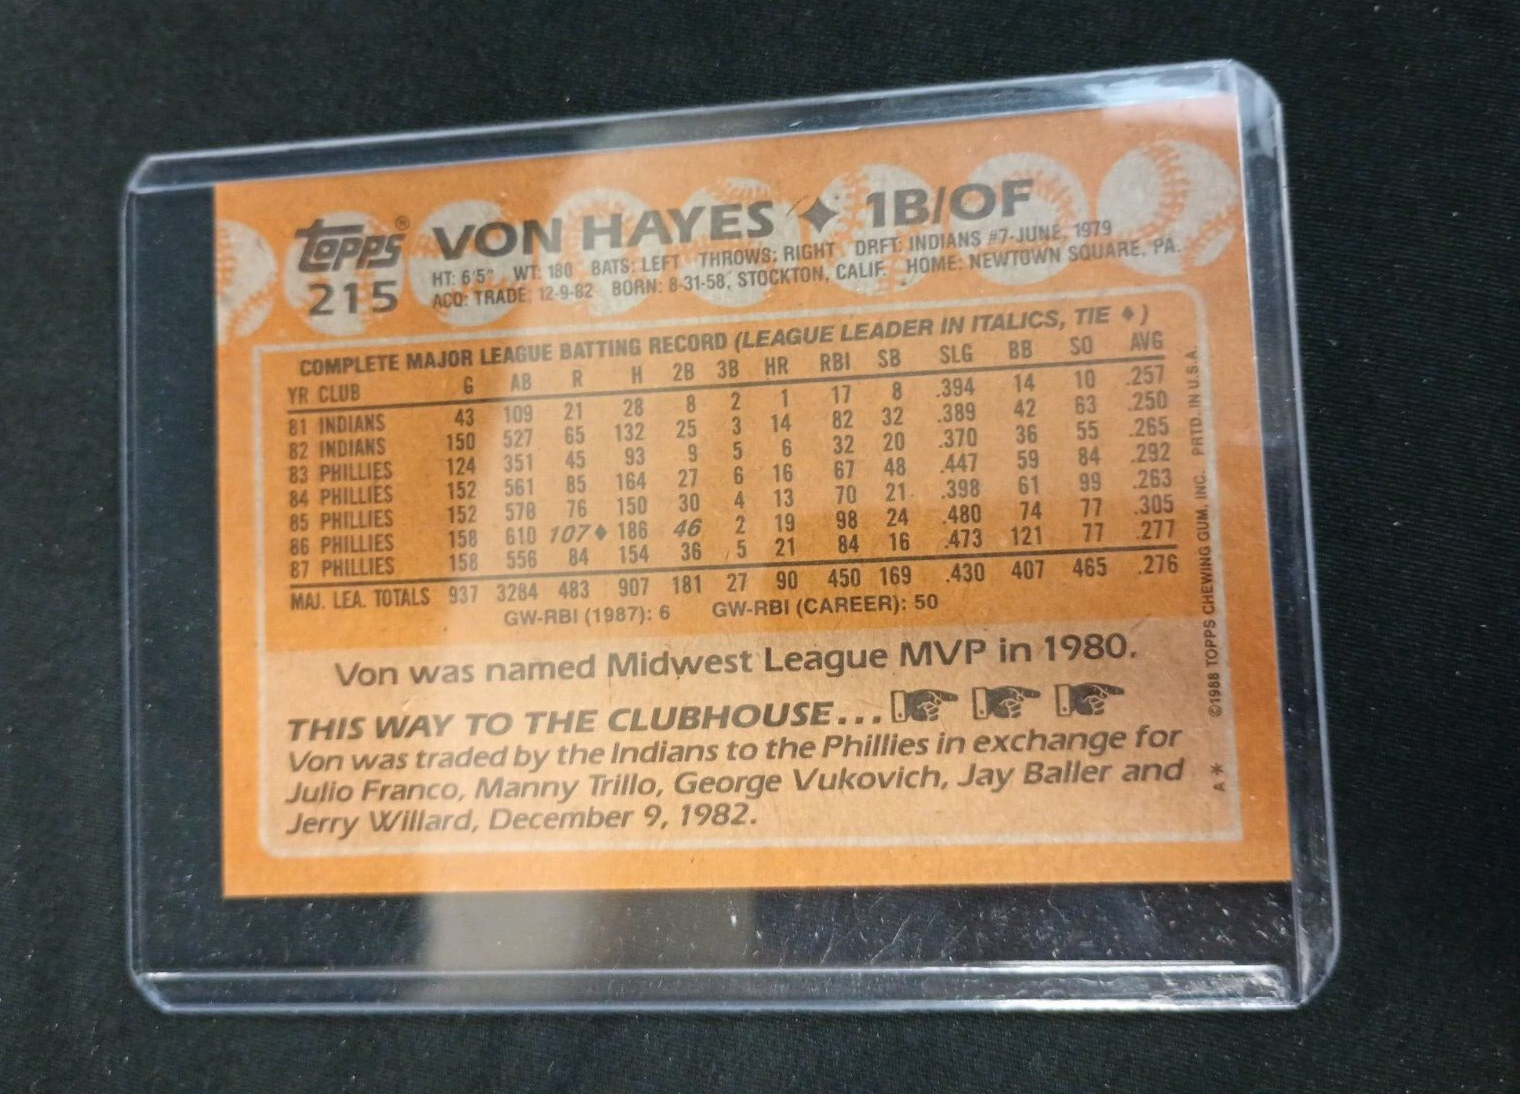 topps® VON HAYES ✦ 1B/OF
215 HT: 6'5" WT: 180 BATS: LEFT THROWS: RIGHT DRFT: INDIANS #7-JUNE, 1979
ACQ: TRADE: 12-9-82 BORN: 8-31-58, STOCKTON, CALIF. HOME: NEWTOWN SQUARE, PA.
COMPLETE MAJOR LEAGUE BATTING RECORD (LEAGUE LEADER IN ITALICS, TIE ♦)
YR CLUB G AB R H 2B 3B HR RBI SB SLG BB SO AVG
81 INDIANS 43 109 21 28 8 2 1 17 8 .394 14 10 .257
82 INDIANS 150 527 65 132 25 3 14 82 32 .389 42 63 .250
83 PHILLIES 124 351 45 93 9 5 6 32 20 .370 36 55 .265
84 PHILLIES 152 561 85 164 27 6 16 67 48 .447 59 84 .292
85 PHILLIES 152 570 76 150 30 4 13 70 21 .398 61 99 .263
86 PHILLIES 158 610 107♦ 186 46 2 19 98 24 .480 74 77 .305
87 PHILLIES 158 556 84 154 36 5 21 84 16 .473 121 77 .277
MAJ. LEA. TOTALS 937 3284 483 907 181 27 90 450 169 .430 407 465 .276
GW-RBI (1987): 6 GW-RBI (CAREER): 50
Von was named Midwest League MVP in 1980.
THIS WAY TO THE CLUBHOUSE...
Von was traded by the Indians to the Phillies in exchange for
Julio Franco, Manny Trillo, George Vukovich, Jay Baller and
Jerry Willard, December 9, 1982.
A* ©1988 TOPPS CHEWING GUM, INC. PRTD. IN U.S.A.